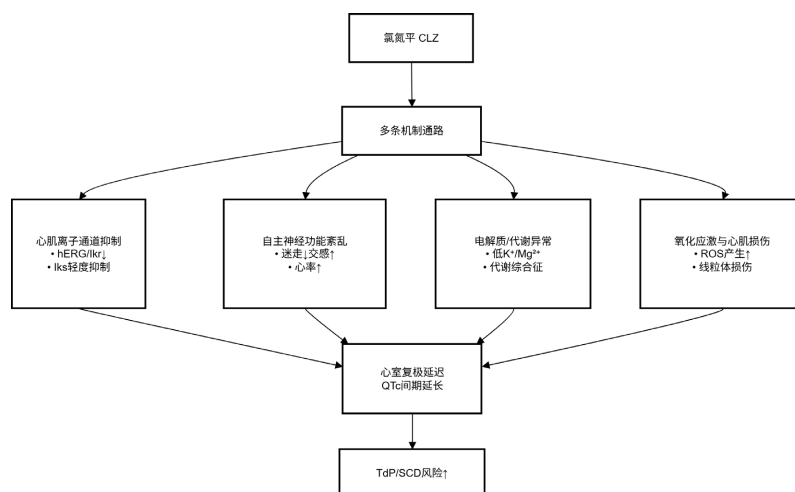 氯氮平 CLZ
多条机制通路
心肌离子通道抑制
• hERG/Ikr↓
• Iks轻度抑制
自主神经功能紊乱
• 迷走↓交感↑
• 心率↑
电解质/代谢异常
• 低K⁺/Mg²⁺
• 代谢综合征
氧化应激与心肌损伤
• ROS产生↑
• 线粒体损伤
心室复极延迟
QTc间期延长
TdP/SCD风险↑